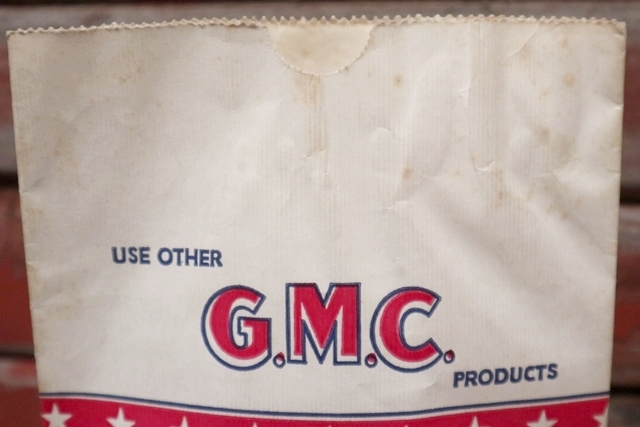 USE OTHER
G.M.C.
PRODUCTS